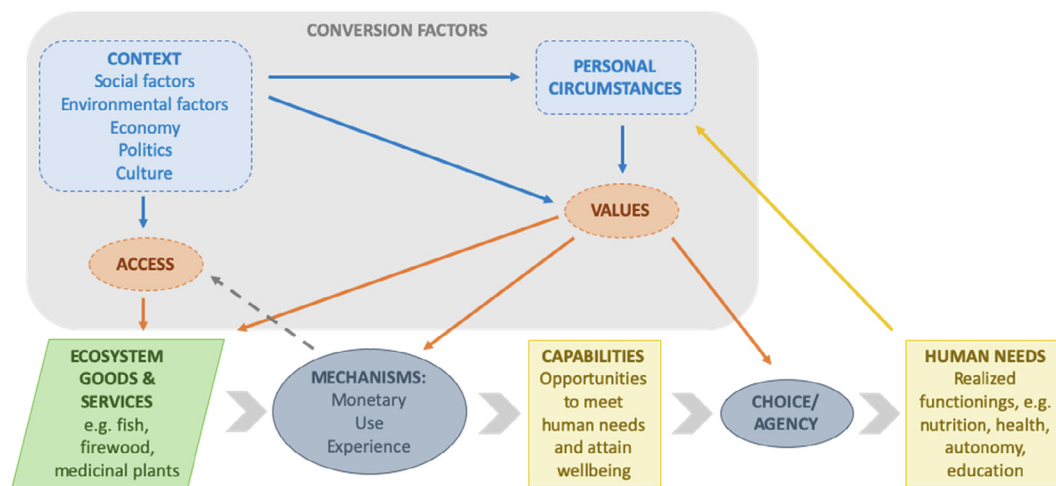 CONVERSION FACTORS
CONTEXT
Social factors
Environmental factors
Economy
Politics
Culture
PERSONAL
CIRCUMSTANCES
VALUES
ACCESS
ECOSYSTEM
GOODS &
SERVICES
e.g. fish,
firewood,
medicinal plants
MECHANISMS:
Monetary
Use
Experience
CAPABILITIES
Opportunities
to meet
human needs
and attain
wellbeing
CHOICE/
AGENCY
HUMAN NEEDS
Realized
functionings, e.g.
nutrition, health,
autonomy,
education